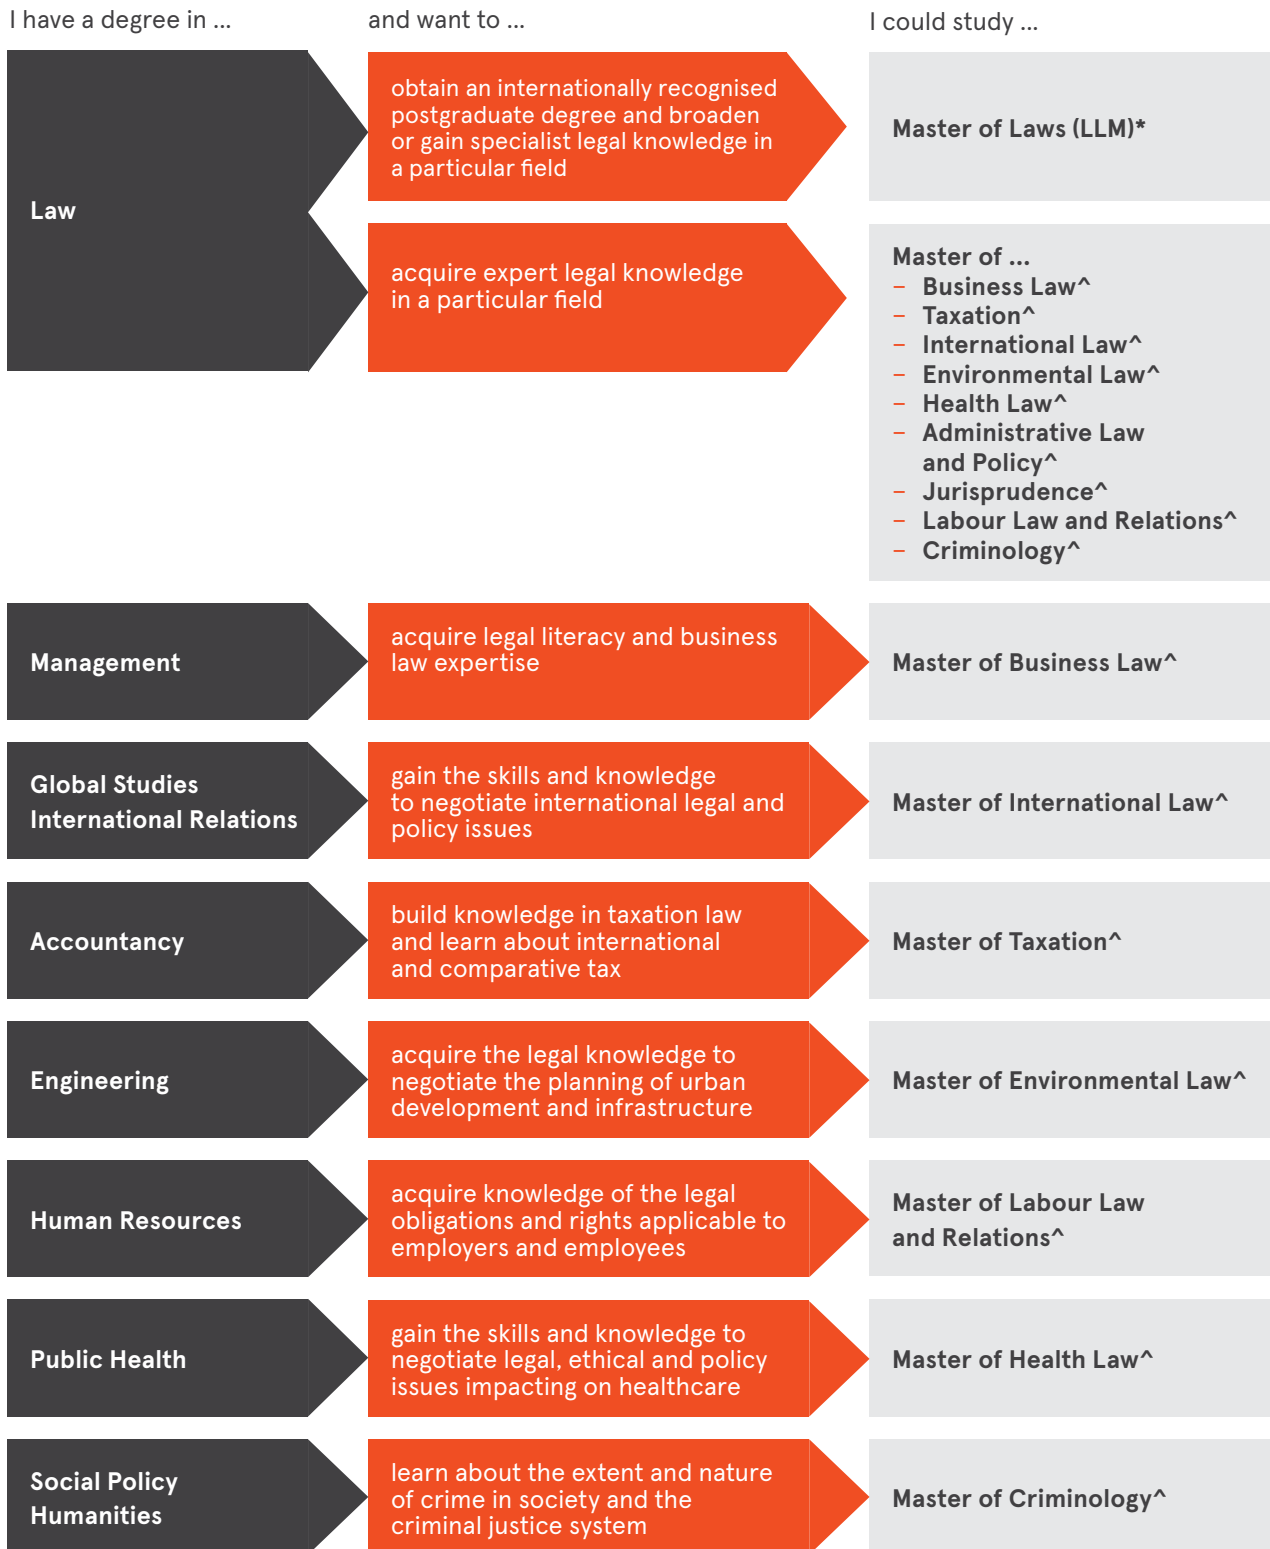 I have a degree in ...
and want to ...
I could study ...
Law
obtain an internationally recognised
postgraduate degree and broaden
or gain specialist legal knowledge in
a particular field
Master of Laws (LLM)*
acquire expert legal knowledge
in a particular field
Master of ...
– Business Law^
– Taxation^
– International Law^
– Environmental Law^
– Health Law^
– Administrative Law
and Policy^
– Jurisprudence^
– Labour Law and Relations^
– Criminology^
Management
acquire legal literacy and business
law expertise
Master of Business Law^
Global Studies
International Relations
gain the skills and knowledge
to negotiate international legal and
policy issues
Master of International Law^
Accountancy
build knowledge in taxation law
and learn about international
and comparative tax
Master of Taxation^
Engineering
acquire the legal knowledge to
negotiate the planning of urban
development and infrastructure
Master of Environmental Law^
Human Resources
acquire knowledge of the legal
obligations and rights applicable to
employers and employees
Master of Labour Law
and Relations^
Public Health
gain the skills and knowledge to
negotiate legal, ethical and policy
issues impacting on healthcare
Master of Health Law^
Social Policy
Humanities
learn about the extent and nature
of crime in society and the
criminal justice system
Master of Criminology^